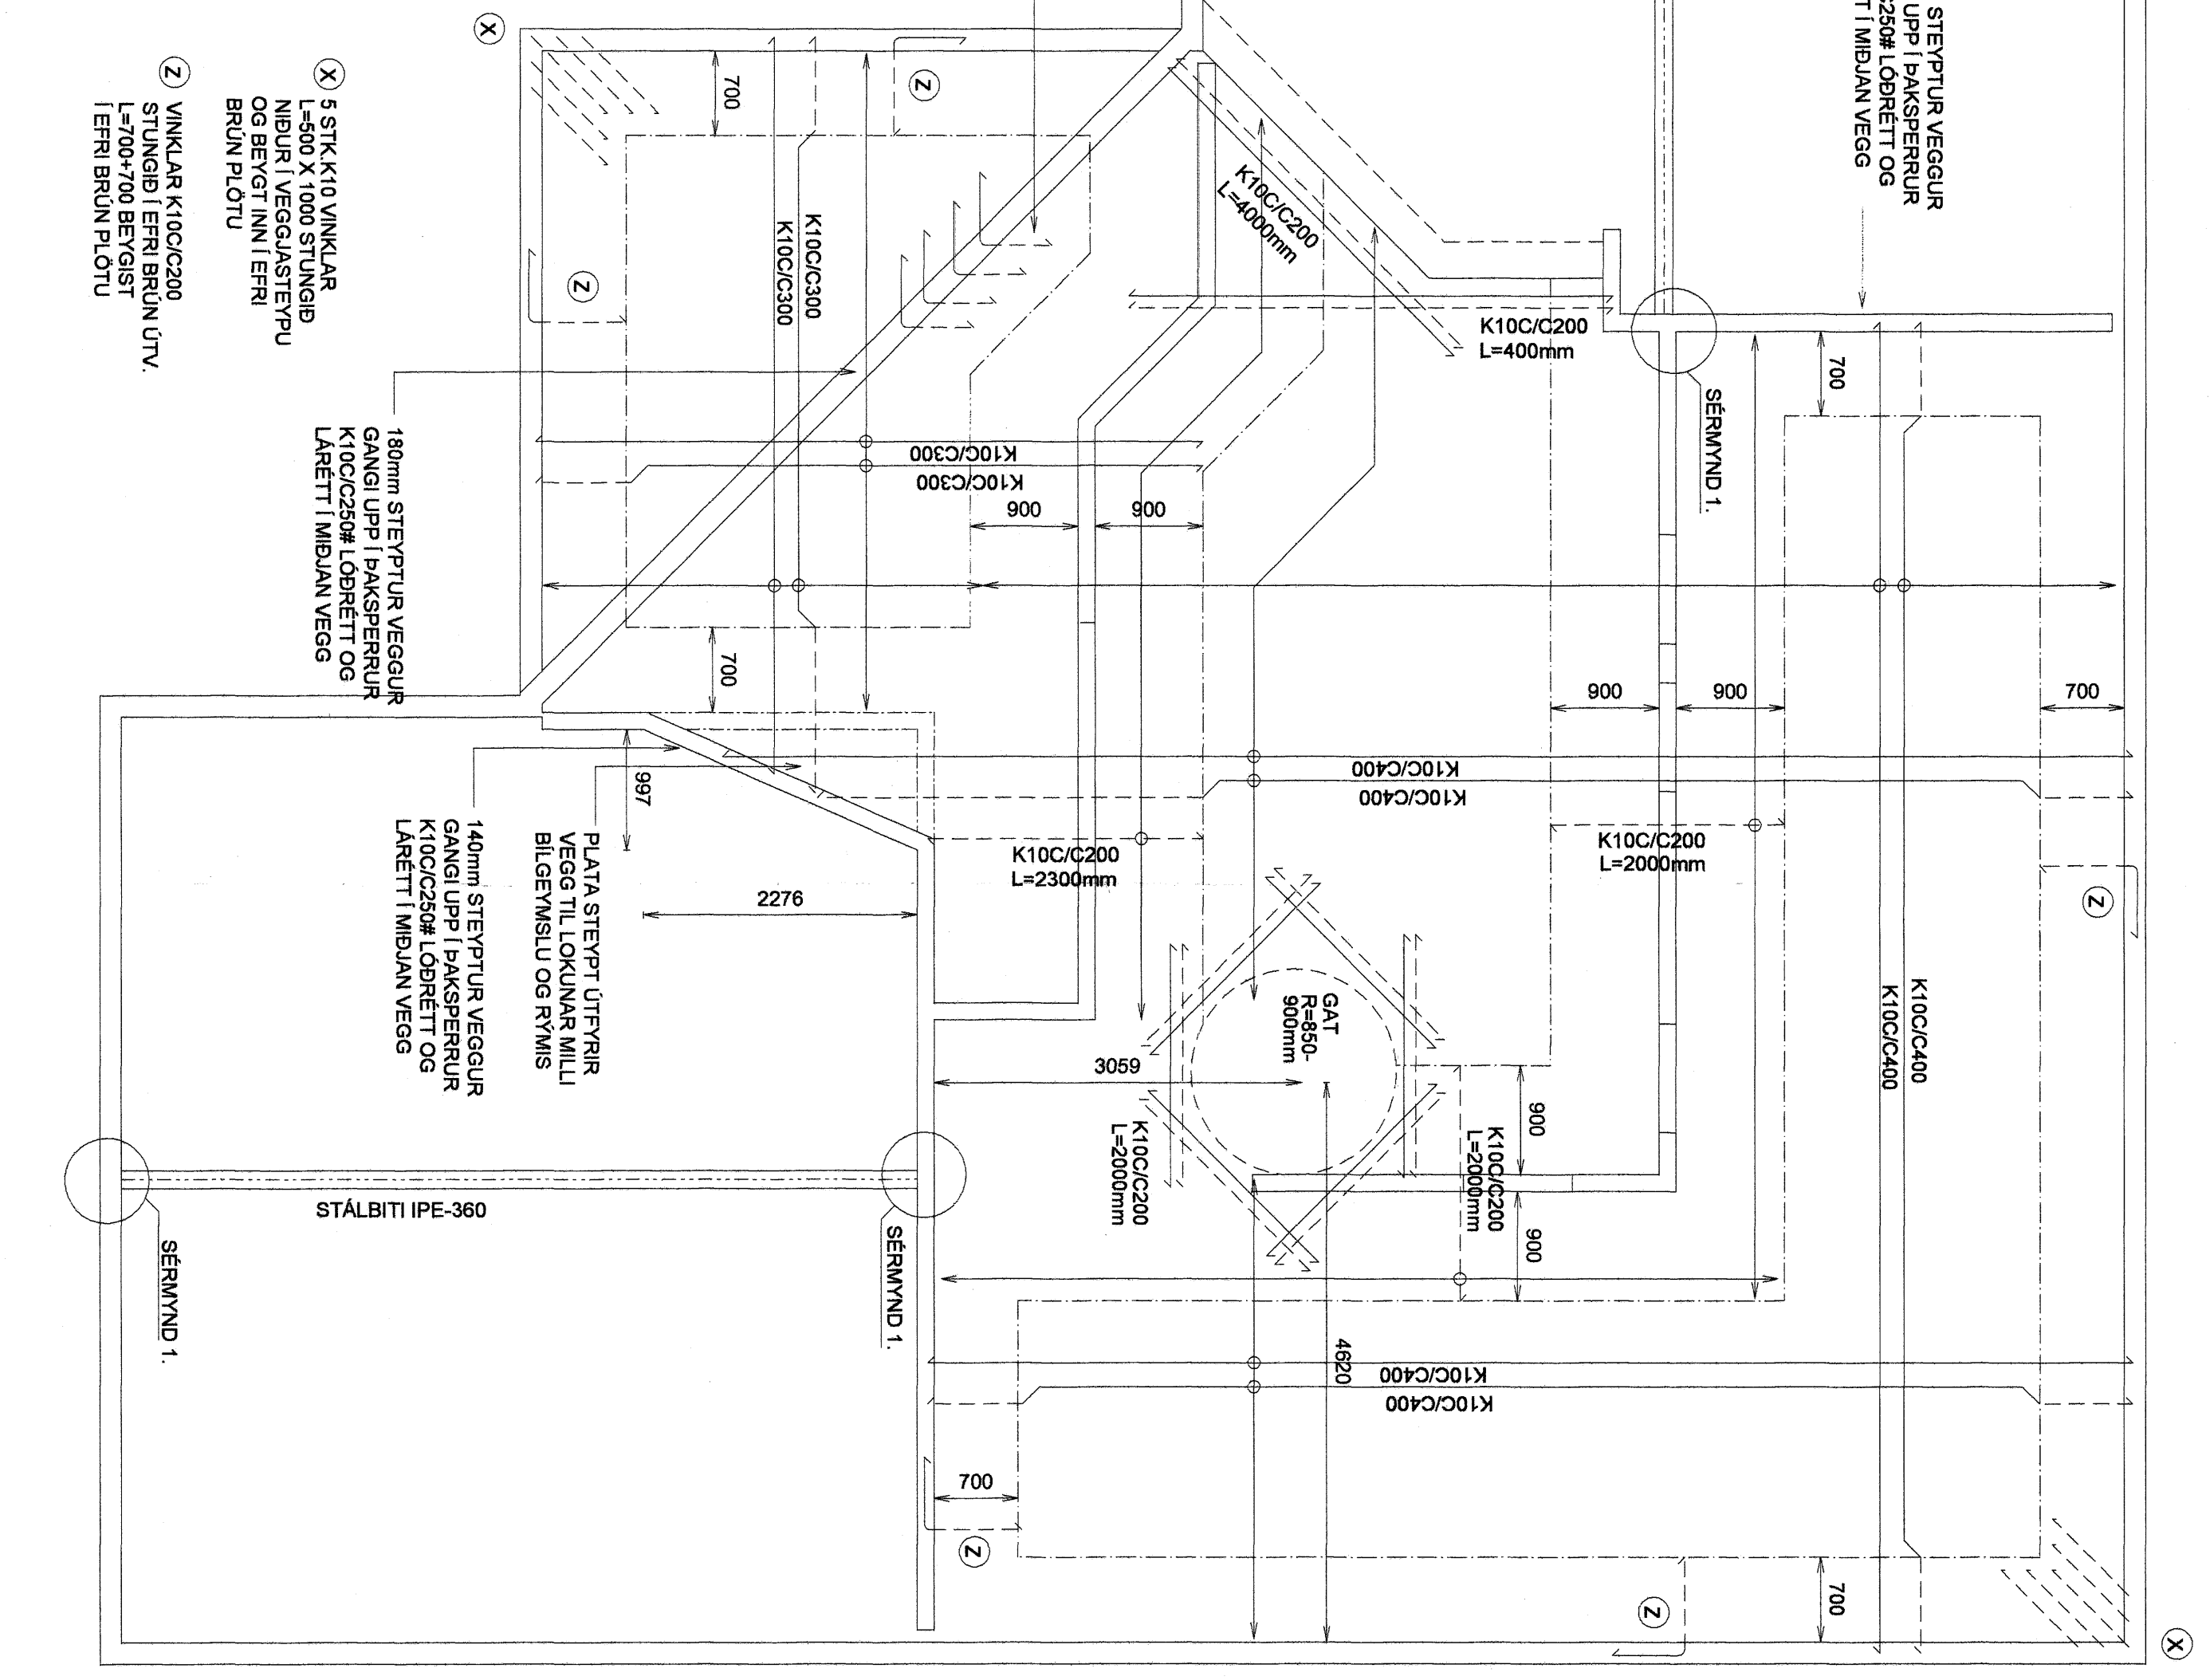 STEYPTUR VEGGUR
UPP Í ÞAKSPERRUR
250# LÓÐRÉTT OG
T Í MIÐJAN VEGG
X
X 5 STK.K10 VINKLAR
L=500 X 1000 STUNGIÐ
NIÐUR Í VEGGJASTEYPU
OG BEYGT INN Í EFRI
BRÚN PLÖTU
Z VINKLAR K10C/C200
STUNGIÐ Í EFRI BRÚN ÚTV.
L=700+700 BEYGIST
Í EFRI BRÚN PLÖTU
700
Z
Z
K10C/C300
K10C/C300
K10C/C200
L=4000mm
K10C/C200
L=400mm
700
SÉRMYND 1.
K10C/C300
K10C/C300
900
900
180mm STEYPTUR VEGGUR
GANGI UPP Í ÞAKSPERRUR
K10C/C250# LÓÐRÉTT OG
LÁRÉTT Í MIÐJAN VEGG
700
900
900
700
997
K10C/C400
K10C/C400
PLATA STEYPT ÚTFYRIR
VEGG TIL LOKUNAR MILLI
BÍLGEYMSLU OG RÝMIS
140mm STEYPTUR VEGGUR
GANGI UPP Í ÞAKSPERRUR
K10C/C250# LÓÐRÉTT OG
LÁRÉTT Í MIÐJAN VEGG
K10C/C200
L=2300mm
K10C/C200
L=2000mm
2276
Z
K10C/C400
K10C/C400
GAT
R=850-
900mm
3059
900
K10C/C200
L=2000mm
K10C/C200
L=2000mm
900
STÁLBITI IPE-360
SÉRMYND 1.
SÉRMYND 1.
4620
K10C/C400
K10C/C400
700
Z
700
Z
X